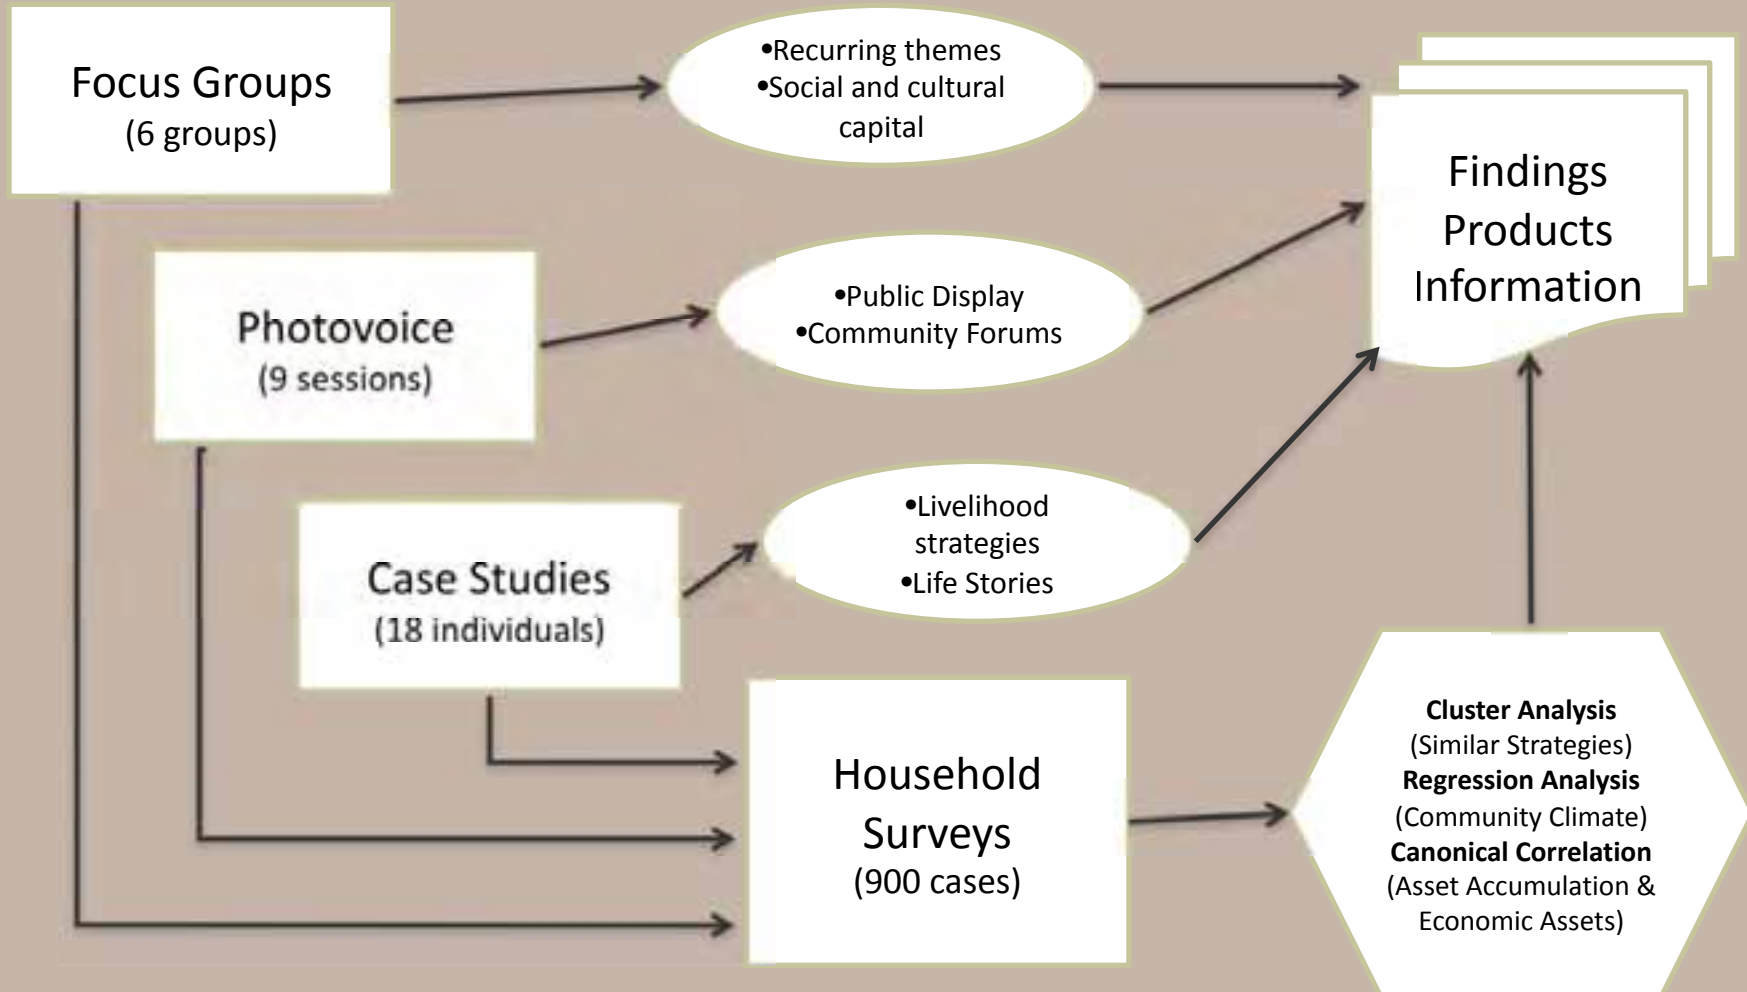 Focus Groups
(6 groups)
•Recurring themes
•Social and cultural
capital
Findings
Products
Information
Photovoice
(9 sessions)
•Public Display
•Community Forums
Case Studies
(18 individuals)
•Livelihood
strategies
•Life Stories
Household
Surveys
(900 cases)
Cluster Analysis
(Similar Strategies)
Regression Analysis
(Community Climate)
Canonical Correlation
(Asset Accumulation &
Economic Assets)